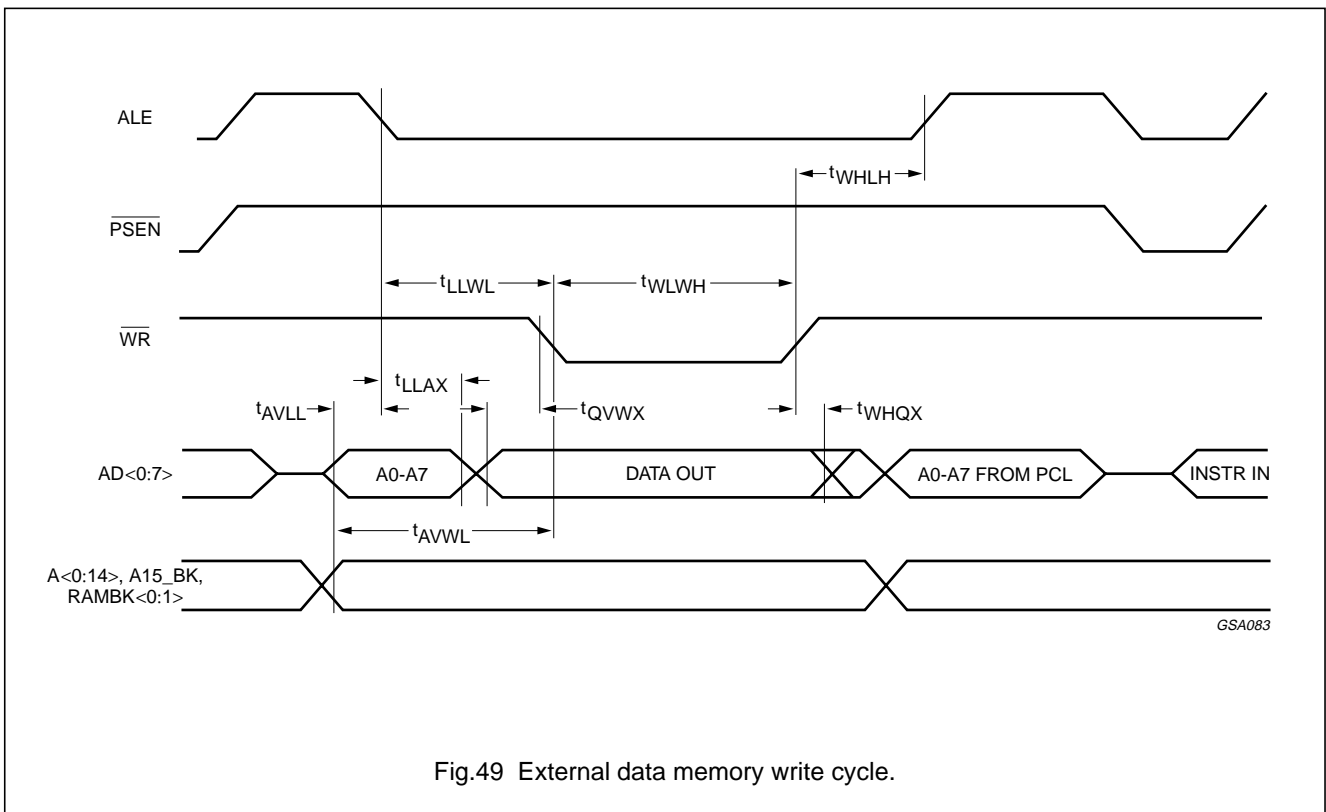 ALE
tWHLH
PSEN
tLLWL
tWLWH
WR
tLLAX
tAVLL
tQVWX
tWHQX
AD<0:7>
A0-A7
DATA OUT
A0-A7 FROM PCL
INSTR IN
tAVWL
A<0:14>, A15_BK,
RAMBK<0:1>
GSA083
Fig.49 External data memory write cycle.